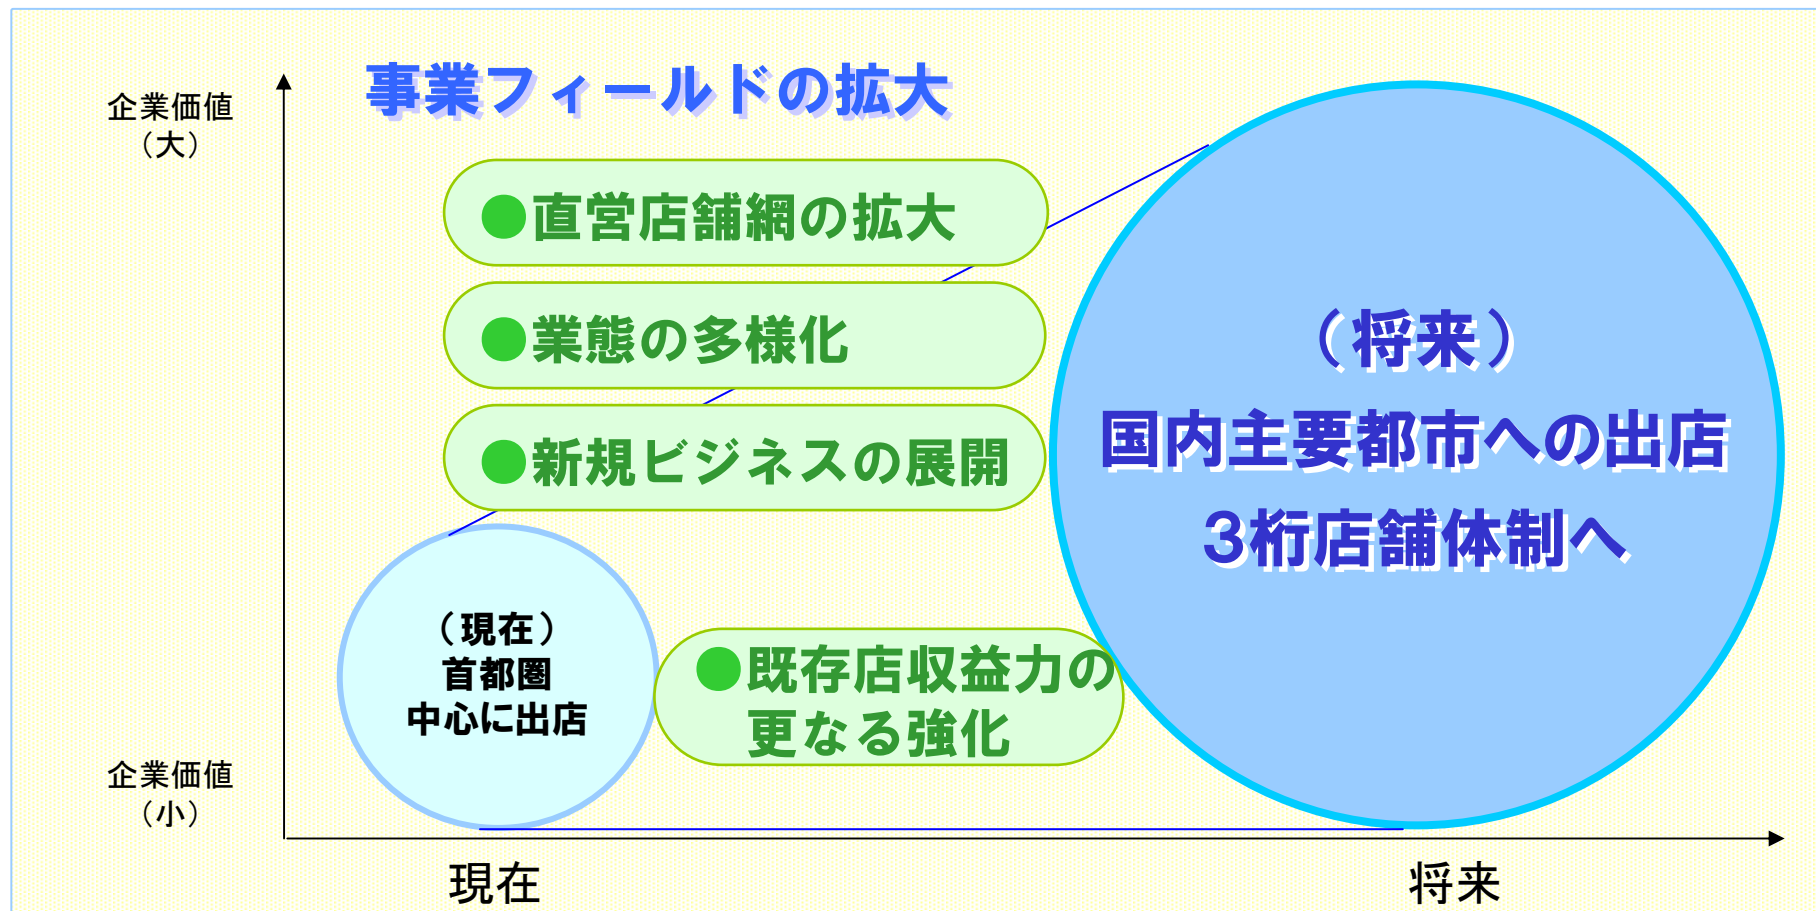 事業フィールドの拡大
企業価値
（大）
●直営店舗網の拡大
●業態の多様化
●新規ビジネスの展開
（将来）
国内主要都市への出店
3桁店舗体制へ
（現在）
首都圏
中心に出店
●既存店収益力の
更なる強化
企業価値
（小）
現在
将来